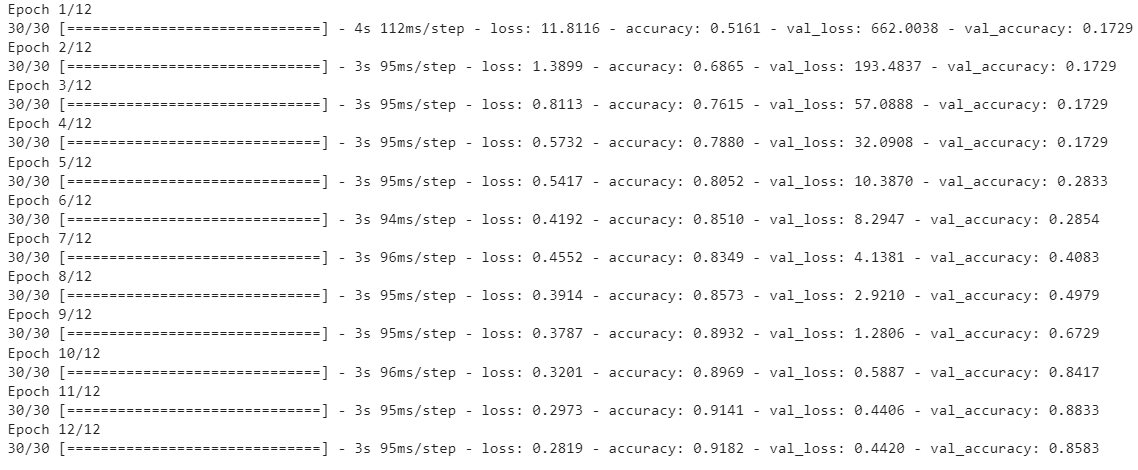 Epoch 1/12
30/30 [==============================] - 4s 112ms/step - loss: 11.8116 - accuracy: 0.5161 - val_loss: 662.0038 - val_accuracy: 0.1729
Epoch 2/12
30/30 [==============================] - 3s 95ms/step - loss: 1.3899 - accuracy: 0.6865 - val_loss: 193.4837 - val_accuracy: 0.1729
Epoch 3/12
30/30 [==============================] - 3s 95ms/step - loss: 0.8113 - accuracy: 0.7615 - val_loss: 57.0888 - val_accuracy: 0.1729
Epoch 4/12
30/30 [==============================] - 3s 95ms/step - loss: 0.5732 - accuracy: 0.7880 - val_loss: 32.0908 - val_accuracy: 0.1729
Epoch 5/12
30/30 [==============================] - 3s 95ms/step - loss: 0.5417 - accuracy: 0.8052 - val_loss: 10.3870 - val_accuracy: 0.2833
Epoch 6/12
30/30 [==============================] - 3s 94ms/step - loss: 0.4192 - accuracy: 0.8510 - val_loss: 8.2947 - val_accuracy: 0.2854
Epoch 7/12
30/30 [==============================] - 3s 96ms/step - loss: 0.4552 - accuracy: 0.8349 - val_loss: 4.1381 - val_accuracy: 0.4083
Epoch 8/12
30/30 [==============================] - 3s 95ms/step - loss: 0.3914 - accuracy: 0.8573 - val_loss: 2.9210 - val_accuracy: 0.4979
Epoch 9/12
30/30 [==============================] - 3s 95ms/step - loss: 0.3787 - accuracy: 0.8932 - val_loss: 1.2806 - val_accuracy: 0.6729
Epoch 10/12
30/30 [==============================] - 3s 96ms/step - loss: 0.3201 - accuracy: 0.8969 - val_loss: 0.5887 - val_accuracy: 0.8417
Epoch 11/12
30/30 [==============================] - 3s 95ms/step - loss: 0.2973 - accuracy: 0.9141 - val_loss: 0.4406 - val_accuracy: 0.8833
Epoch 12/12
30/30 [==============================] - 3s 95ms/step - loss: 0.2819 - accuracy: 0.9182 - val_loss: 0.4420 - val_accuracy: 0.8583